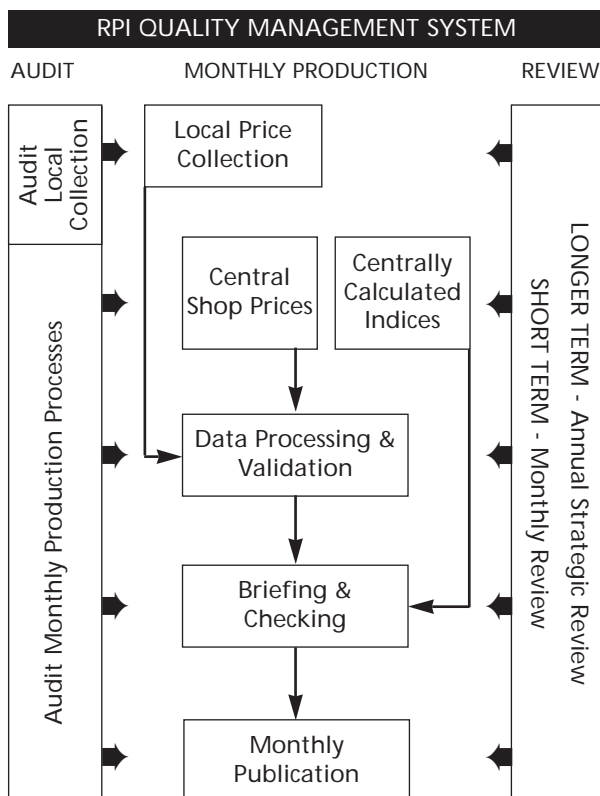 RPI QUALITY MANAGEMENT SYSTEM
AUDIT
MONTHLY PRODUCTION
REVIEW
Audit
Local
Collection
Audit Monthly Production Processes
Local Price
Collection
Central
Shop Prices
Centrally
Calculated
Indices
Data Processing &
Validation
Briefing &
Checking
Monthly
Publication
LONGER TERM - Annual Strategic Review
SHORT TERM - Monthly Review